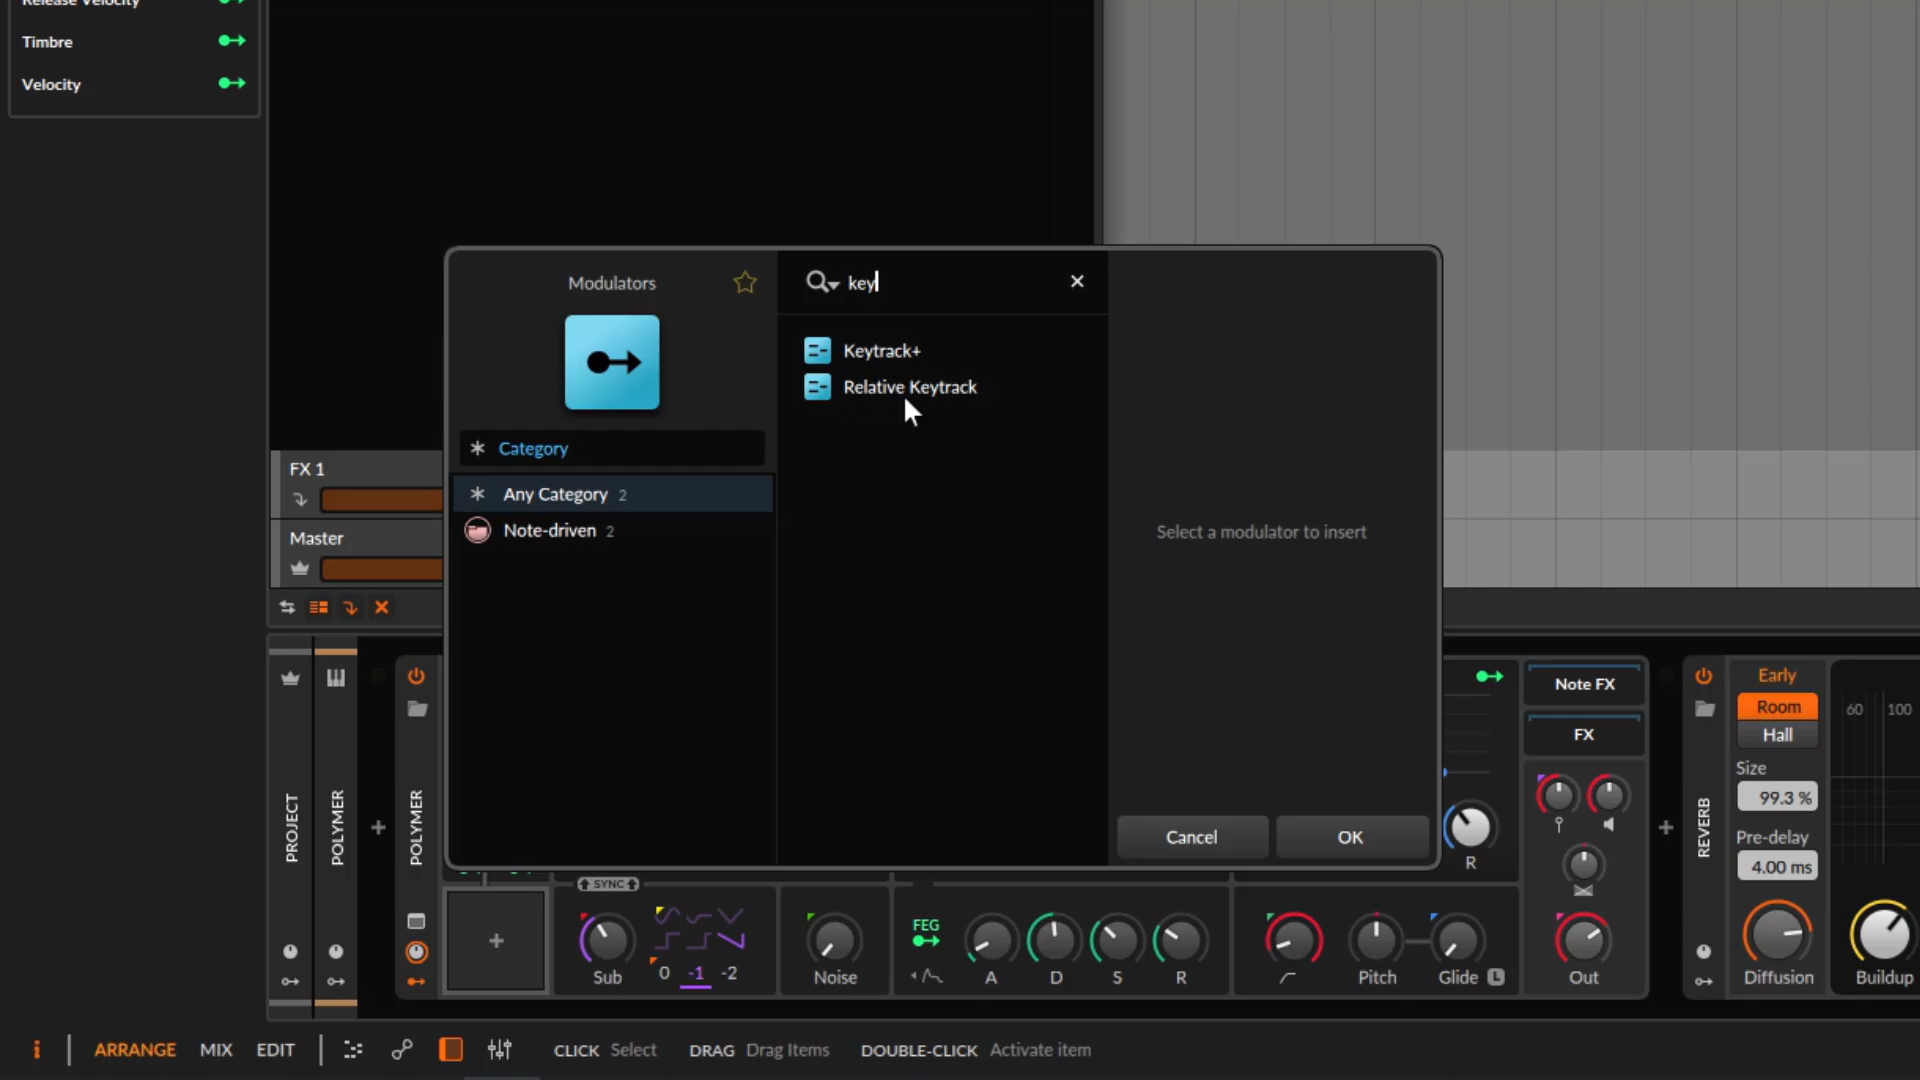 Release Velocity
Timbre
Velocity
Modulators
key
Keytrack+
Relative Keytrack
Category
Any Category 2
Note-driven 2
Select a modulator to insert
Cancel
OK
FX 1
Master
PROJECT
POLYMER
POLYMER
SYNC
Sub
0 -1 -2
Noise
FEG
A
D
S
R
Pitch
Glide L
R
Note FX
FX
Out
REVERB
Early
Room
Hall
Size
99.3 %
Pre-delay
4.00 ms
60 100
Diffusion
Buildup
i
ARRANGE MIX EDIT
CLICK Select DRAG Drag Items DOUBLE-CLICK Activate item